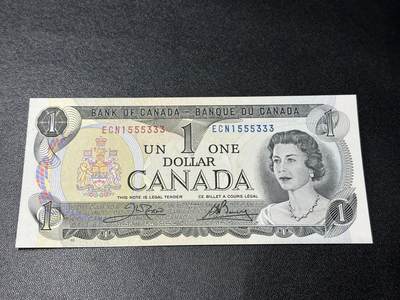 BANK OF CANADA - BANQUE DU CANADA
1 ECN1555333 1 ECN1555333 1
UN ONE
DOLLAR
CANADA
THIS NOTE IS LEGAL TENDER CE BILLET A COURS LÉGAL
1 1